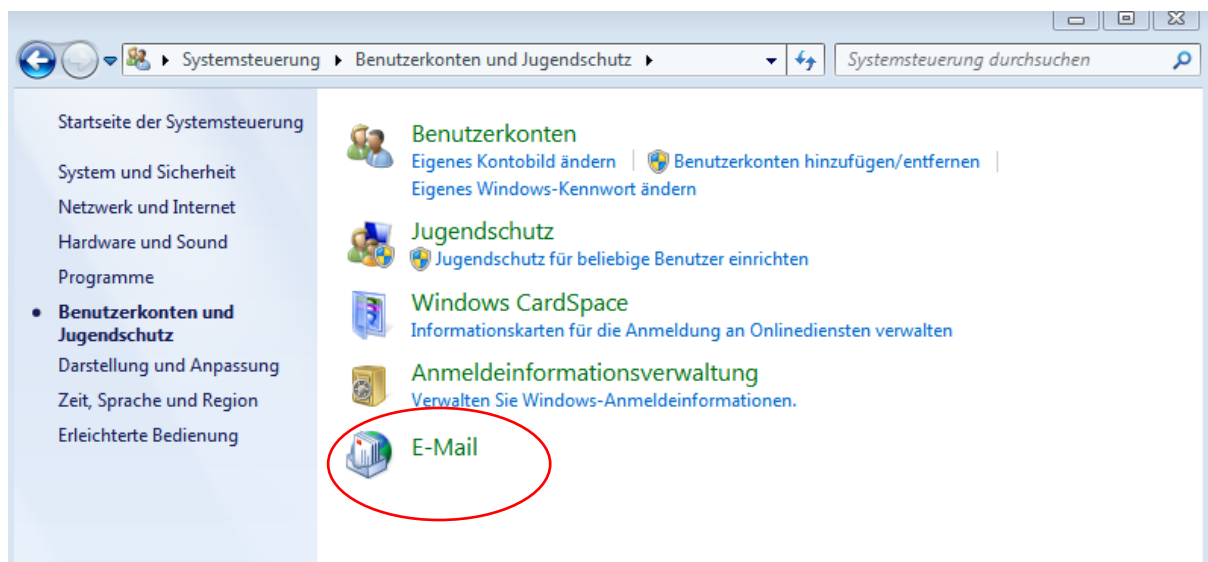 Systemsteuerung ▸ Benutzerkonten und Jugendschutz ▸
Systemsteuerung durchsuchen
Startseite der Systemsteuerung
System und Sicherheit
Netzwerk und Internet
Hardware und Sound
Programme
Benutzerkonten und
Jugendschutz
Darstellung und Anpassung
Zeit, Sprache und Region
Erleichterte Bedienung
Benutzerkonten
Eigenes Kontobild ändern | Benutzerkonten hinzufügen/entfernen |
Eigenes Windows-Kennwort ändern
Jugendschutz
Jugendschutz für beliebige Benutzer einrichten
Windows CardSpace
Informationskarten für die Anmeldung an Onlinediensten verwalten
Anmeldeinformationsverwaltung
Verwalten Sie Windows-Anmeldeinformationen.
E-Mail